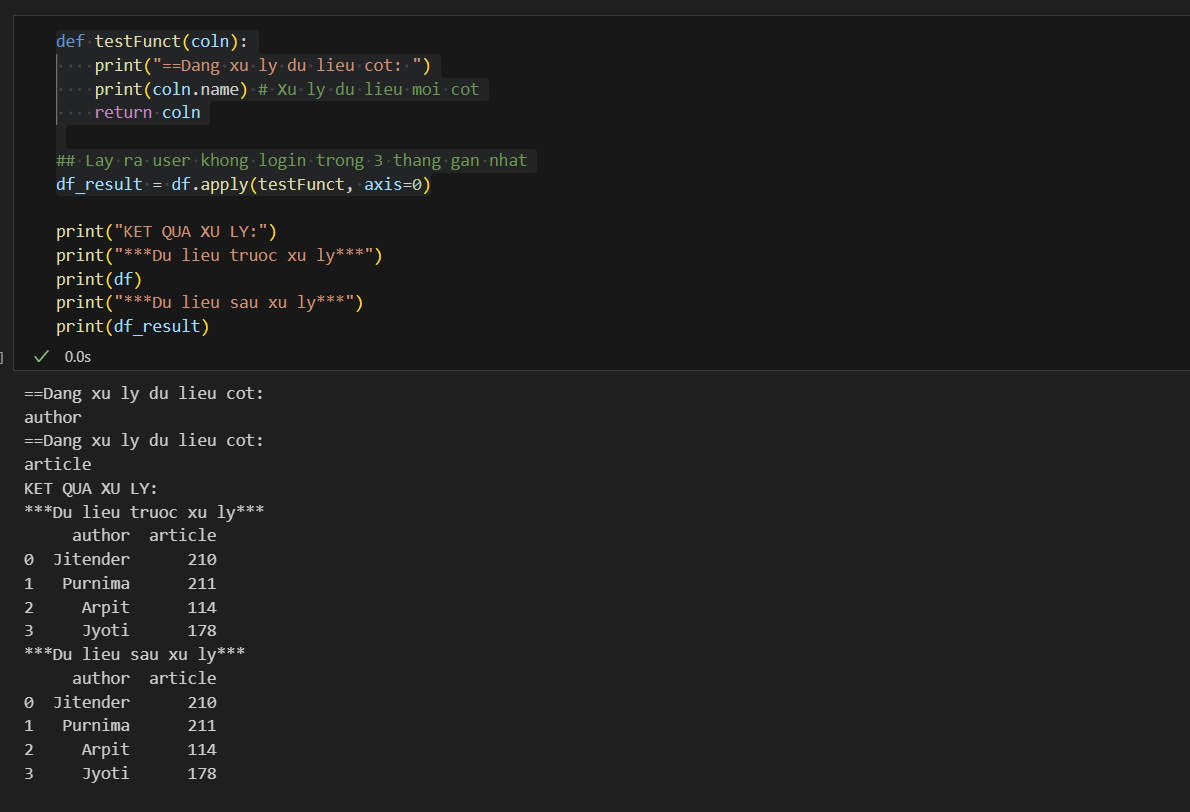 def testFunct(coln):
    print("==Dang xu ly du lieu cot: ")
    print(coln.name) # Xu ly du lieu moi cot
    return coln

## Lay ra user khong login trong 3 thang gan nhat
df_result = df.apply(testFunct, axis=0)

print("KET QUA XU LY:")
print("***Du lieu truoc xu ly***")
print(df)
print("***Du lieu sau xu ly***")
print(df_result)
] ✓ 0.0s
==Dang xu ly du lieu cot:
author
==Dang xu ly du lieu cot:
article
KET QUA XU LY:
***Du lieu truoc xu ly***
     author  article
0  Jitender      210
1   Purnima      211
2     Arpit      114
3     Jyoti      178
***Du lieu sau xu ly***
     author  article
0  Jitender      210
1   Purnima      211
2     Arpit      114
3     Jyoti      178